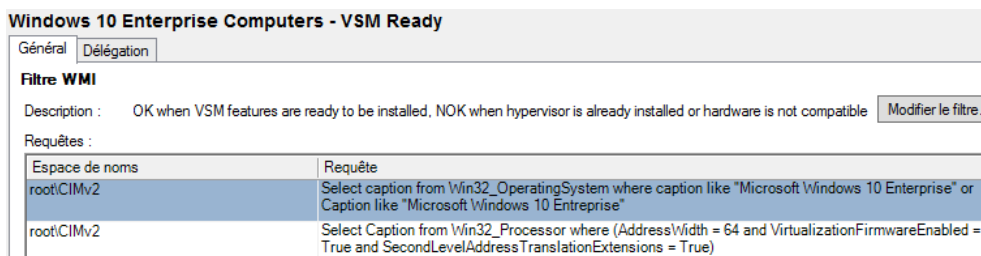 Windows 10 Enterprise Computers - VSM Ready
Général Délégation
Filtre WMI
Description : OK when VSM features are ready to be installed, NOK when hypervisor is already installed or hardware is not compatible Modifier le filtre.
Requêtes :
Espace de noms Requête
root\CIMv2 Select caption from Win32_OperatingSystem where caption like "Microsoft Windows 10 Enterprise" or
Caption like "Microsoft Windows 10 Entreprise"
root\CIMv2 Select Caption from Win32_Processor where (AddressWidth = 64 and VirtualizationFirmwareEnabled =
True and SecondLevelAddressTranslationExtensions = True)